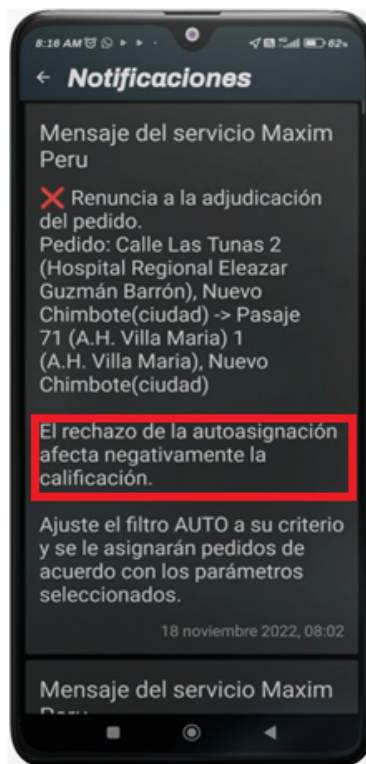 8:16 AM
62%
Notificaciones
Mensaje del servicio Maxim
Peru
❌ Renuncia a la adjudicación
del pedido.
Pedido: Calle Las Tunas 2
(Hospital Regional Eleazar
Guzmán Barrón), Nuevo
Chimbote(ciudad) -> Pasaje
71 (A.H. Villa Maria) 1
(A.H. Villa Maria), Nuevo
Chimbote(ciudad)
El rechazo de la autoasignación
afecta negativamente la
calificación.
Ajuste el filtro AUTO a su criterio
y se le asignarán pedidos de
acuerdo con los parámetros
seleccionados.
18 noviembre 2022, 08:02
Mensaje del servicio Maxim